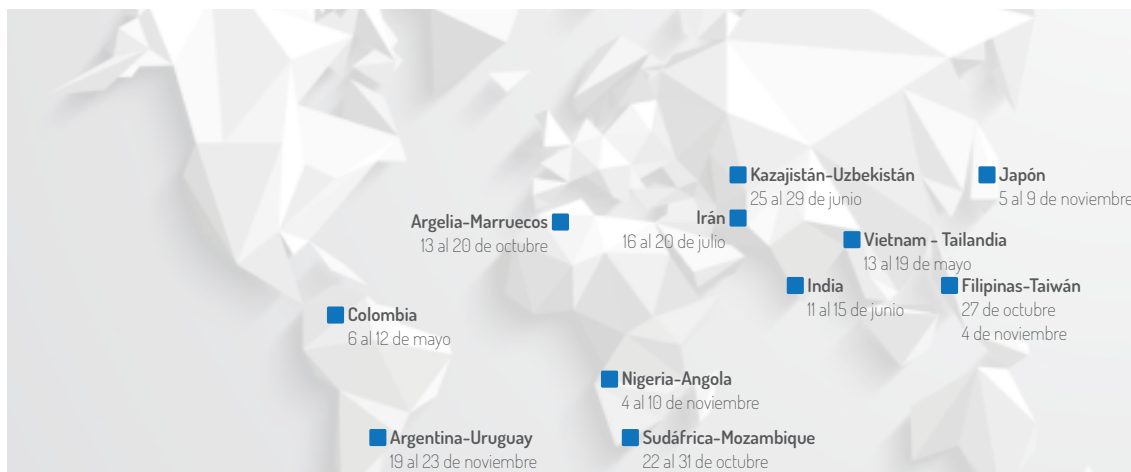 Kazajistán-Uzbekistán
25 al 29 de junio
Japón
5 al 9 de noviembre
Argelia-Marruecos
13 al 20 de octubre
Irán
16 al 20 de julio
Vietnam - Tailandia
13 al 19 de mayo
India
11 al 15 de junio
Filipinas-Taiwán
27 de octubre
4 de noviembre
Colombia
6 al 12 de mayo
Nigeria-Angola
4 al 10 de noviembre
Argentina-Uruguay
19 al 23 de noviembre
Sudáfrica-Mozambique
22 al 31 de octubre